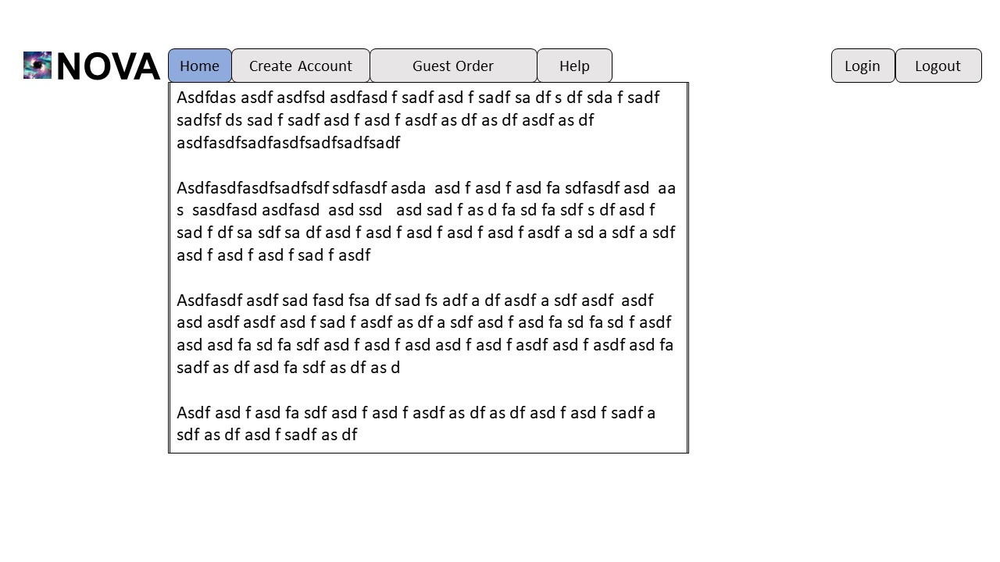 NOVA Home Create Account Guest Order Help Login Logout
Asdfdas asdf asdfsd asdfasd f sadf asd f sadf sa df s df sda f sadf
sadfsf ds sad f sadf asd f asd f asdf as df as df asdf as df
asdfasdfsadfasdfsadfsadfsadf
Asdfasdfasdfsadfsdf sdfasdf asda  asd f asd f asd fa sdfasdf asd  aa
s  sasdfasd asdfasd  asd ssd   asd sad f as d fa sd fa sdf s df asd f
sad f df sa sdf sa df asd f asd f asd f asd f asd f asdf a sd a sdf a sdf
asd f asd f asd f sad f asdf
Asdfasdf asdf sad fasd fsa df sad fs adf a df asdf a sdf asdf  asdf
asd asdf asdf asd f sad f asdf as df a sdf asd f asd fa sd fa sd f asdf
asd asd fa sd fa sdf asd f asd f asd asd f asd f asdf asd f asdf asd fa
sadf as df asd fa sdf as df as d
Asdf asd f asd fa sdf asd f asd f asdf as df as df asd f asd f sadf a
sdf as df asd f sadf as df